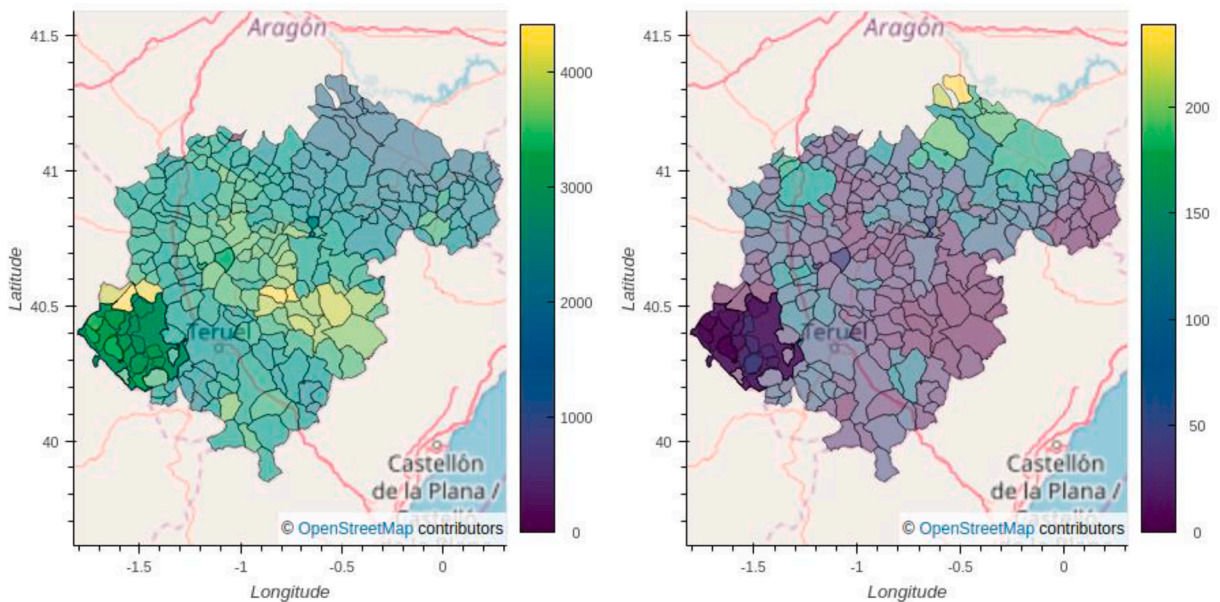 Aragón
41.5
41
40.5
40
Latitude
Teruel
Castellón
de la Plana /
© OpenStreetMap contributors
-1.5
-1
-0.5
0
Longitude
4000
3000
2000
1000
0
Aragón
41.5
41
40.5
40
Latitude
Teruel
Castellón
de la Plana /
© OpenStreetMap contributors
-1.5
-1
-0.5
0
Longitude
200
150
100
50
0